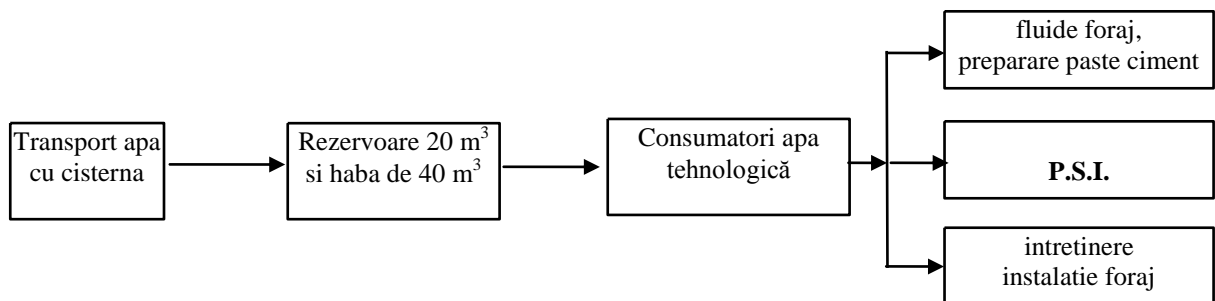 Transport apa
cu cisterna
Rezervoare 20 m³
si haba de 40 m³
Consumatori apa
tehnologică
fluide foraj,
preparare paste ciment
P.S.I.
intretinere
instalatie foraj